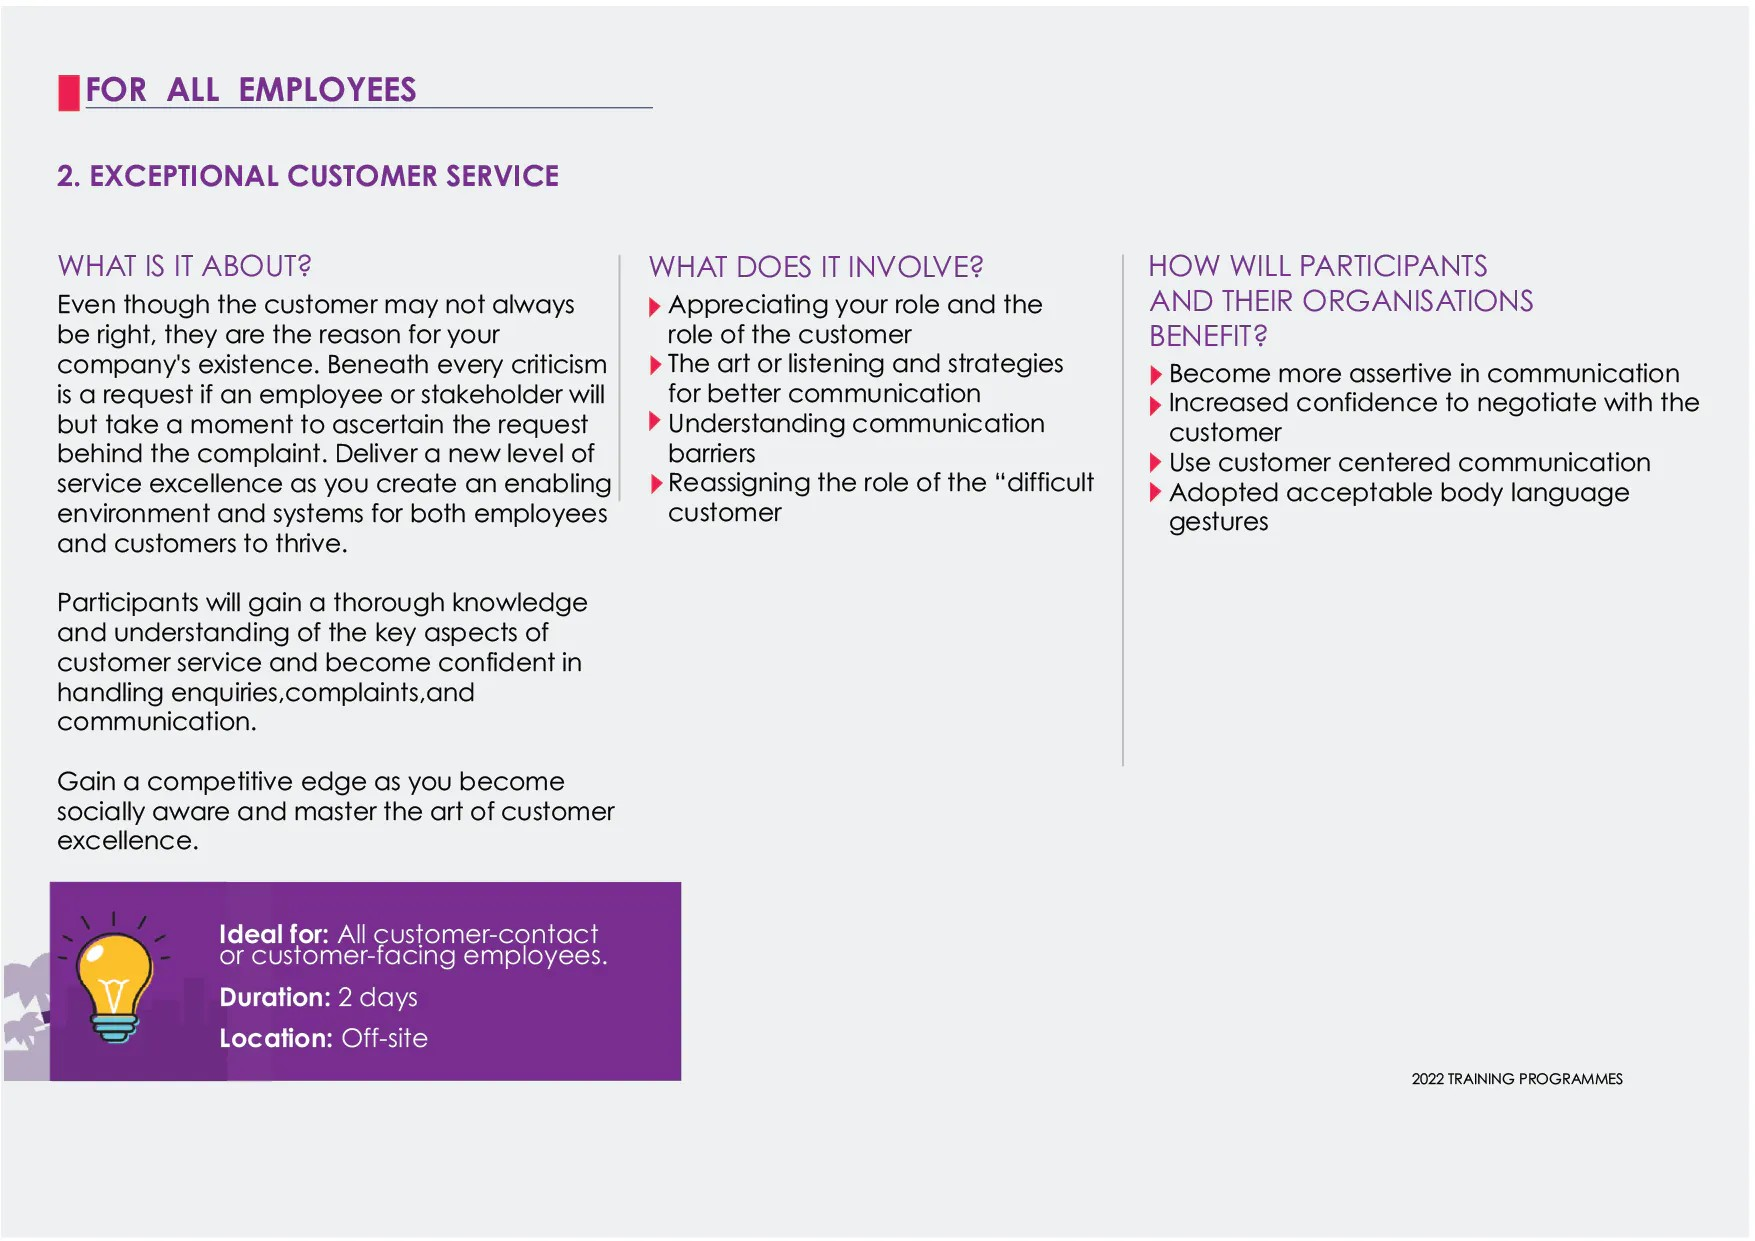 FOR ALL EMPLOYEES
2. EXCEPTIONAL CUSTOMER SERVICE
WHAT IS IT ABOUT?
Even though the customer may not always
be right, they are the reason for your
company's existence. Beneath every criticism
is a request if an employee or stakeholder will
but take a moment to ascertain the request
behind the complaint. Deliver a new level of
service excellence as you create an enabling
environment and systems for both employees
and customers to thrive.
Participants will gain a thorough knowledge
and understanding of the key aspects of
customer service and become confident in
handling enquiries,complaints,and
communication.
Gain a competitive edge as you become
socially aware and master the art of customer
excellence.
WHAT DOES IT INVOLVE?
Appreciating your role and the
role of the customer
The art or listening and strategies
for better communication
Understanding communication
barriers
Reassigning the role of the “difficult
customer
HOW WILL PARTICIPANTS
AND THEIR ORGANISATIONS
BENEFIT?
Become more assertive in communication
Increased confidence to negotiate with the
customer
Use customer centered communication
Adopted acceptable body language
gestures
Ideal for: All customer-contact
or customer-facing employees.
Duration: 2 days
Location: Off-site
2022 TRAINING PROGRAMMES